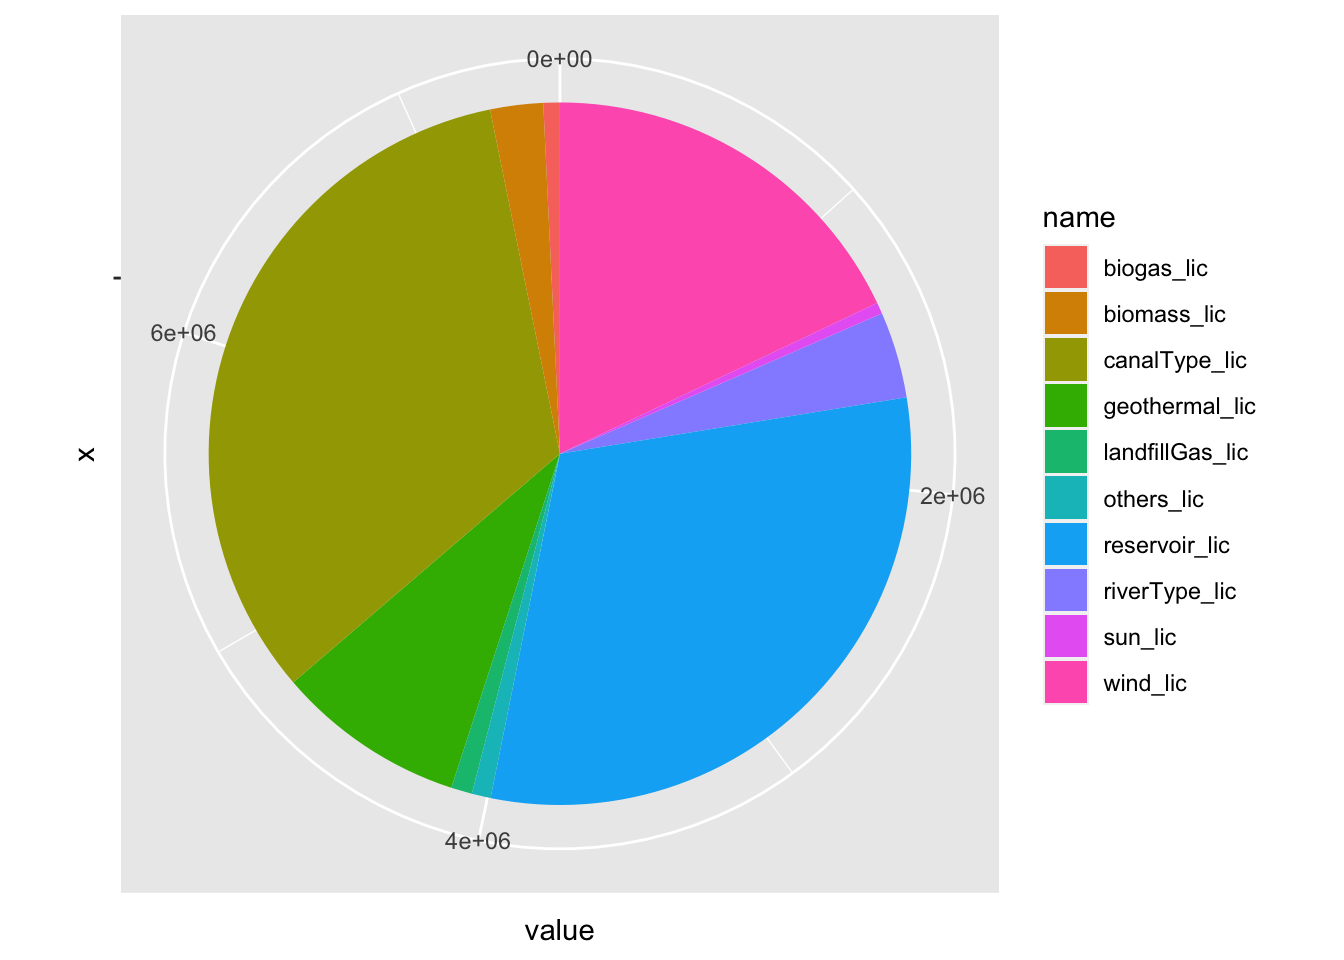 0e+00
6e+06
2e+06
4e+06
x
value
name
biogas_lic
biomass_lic
canalType_lic
geothermal_lic
landfillGas_lic
others_lic
reservoir_lic
riverType_lic
sun_lic
wind_lic